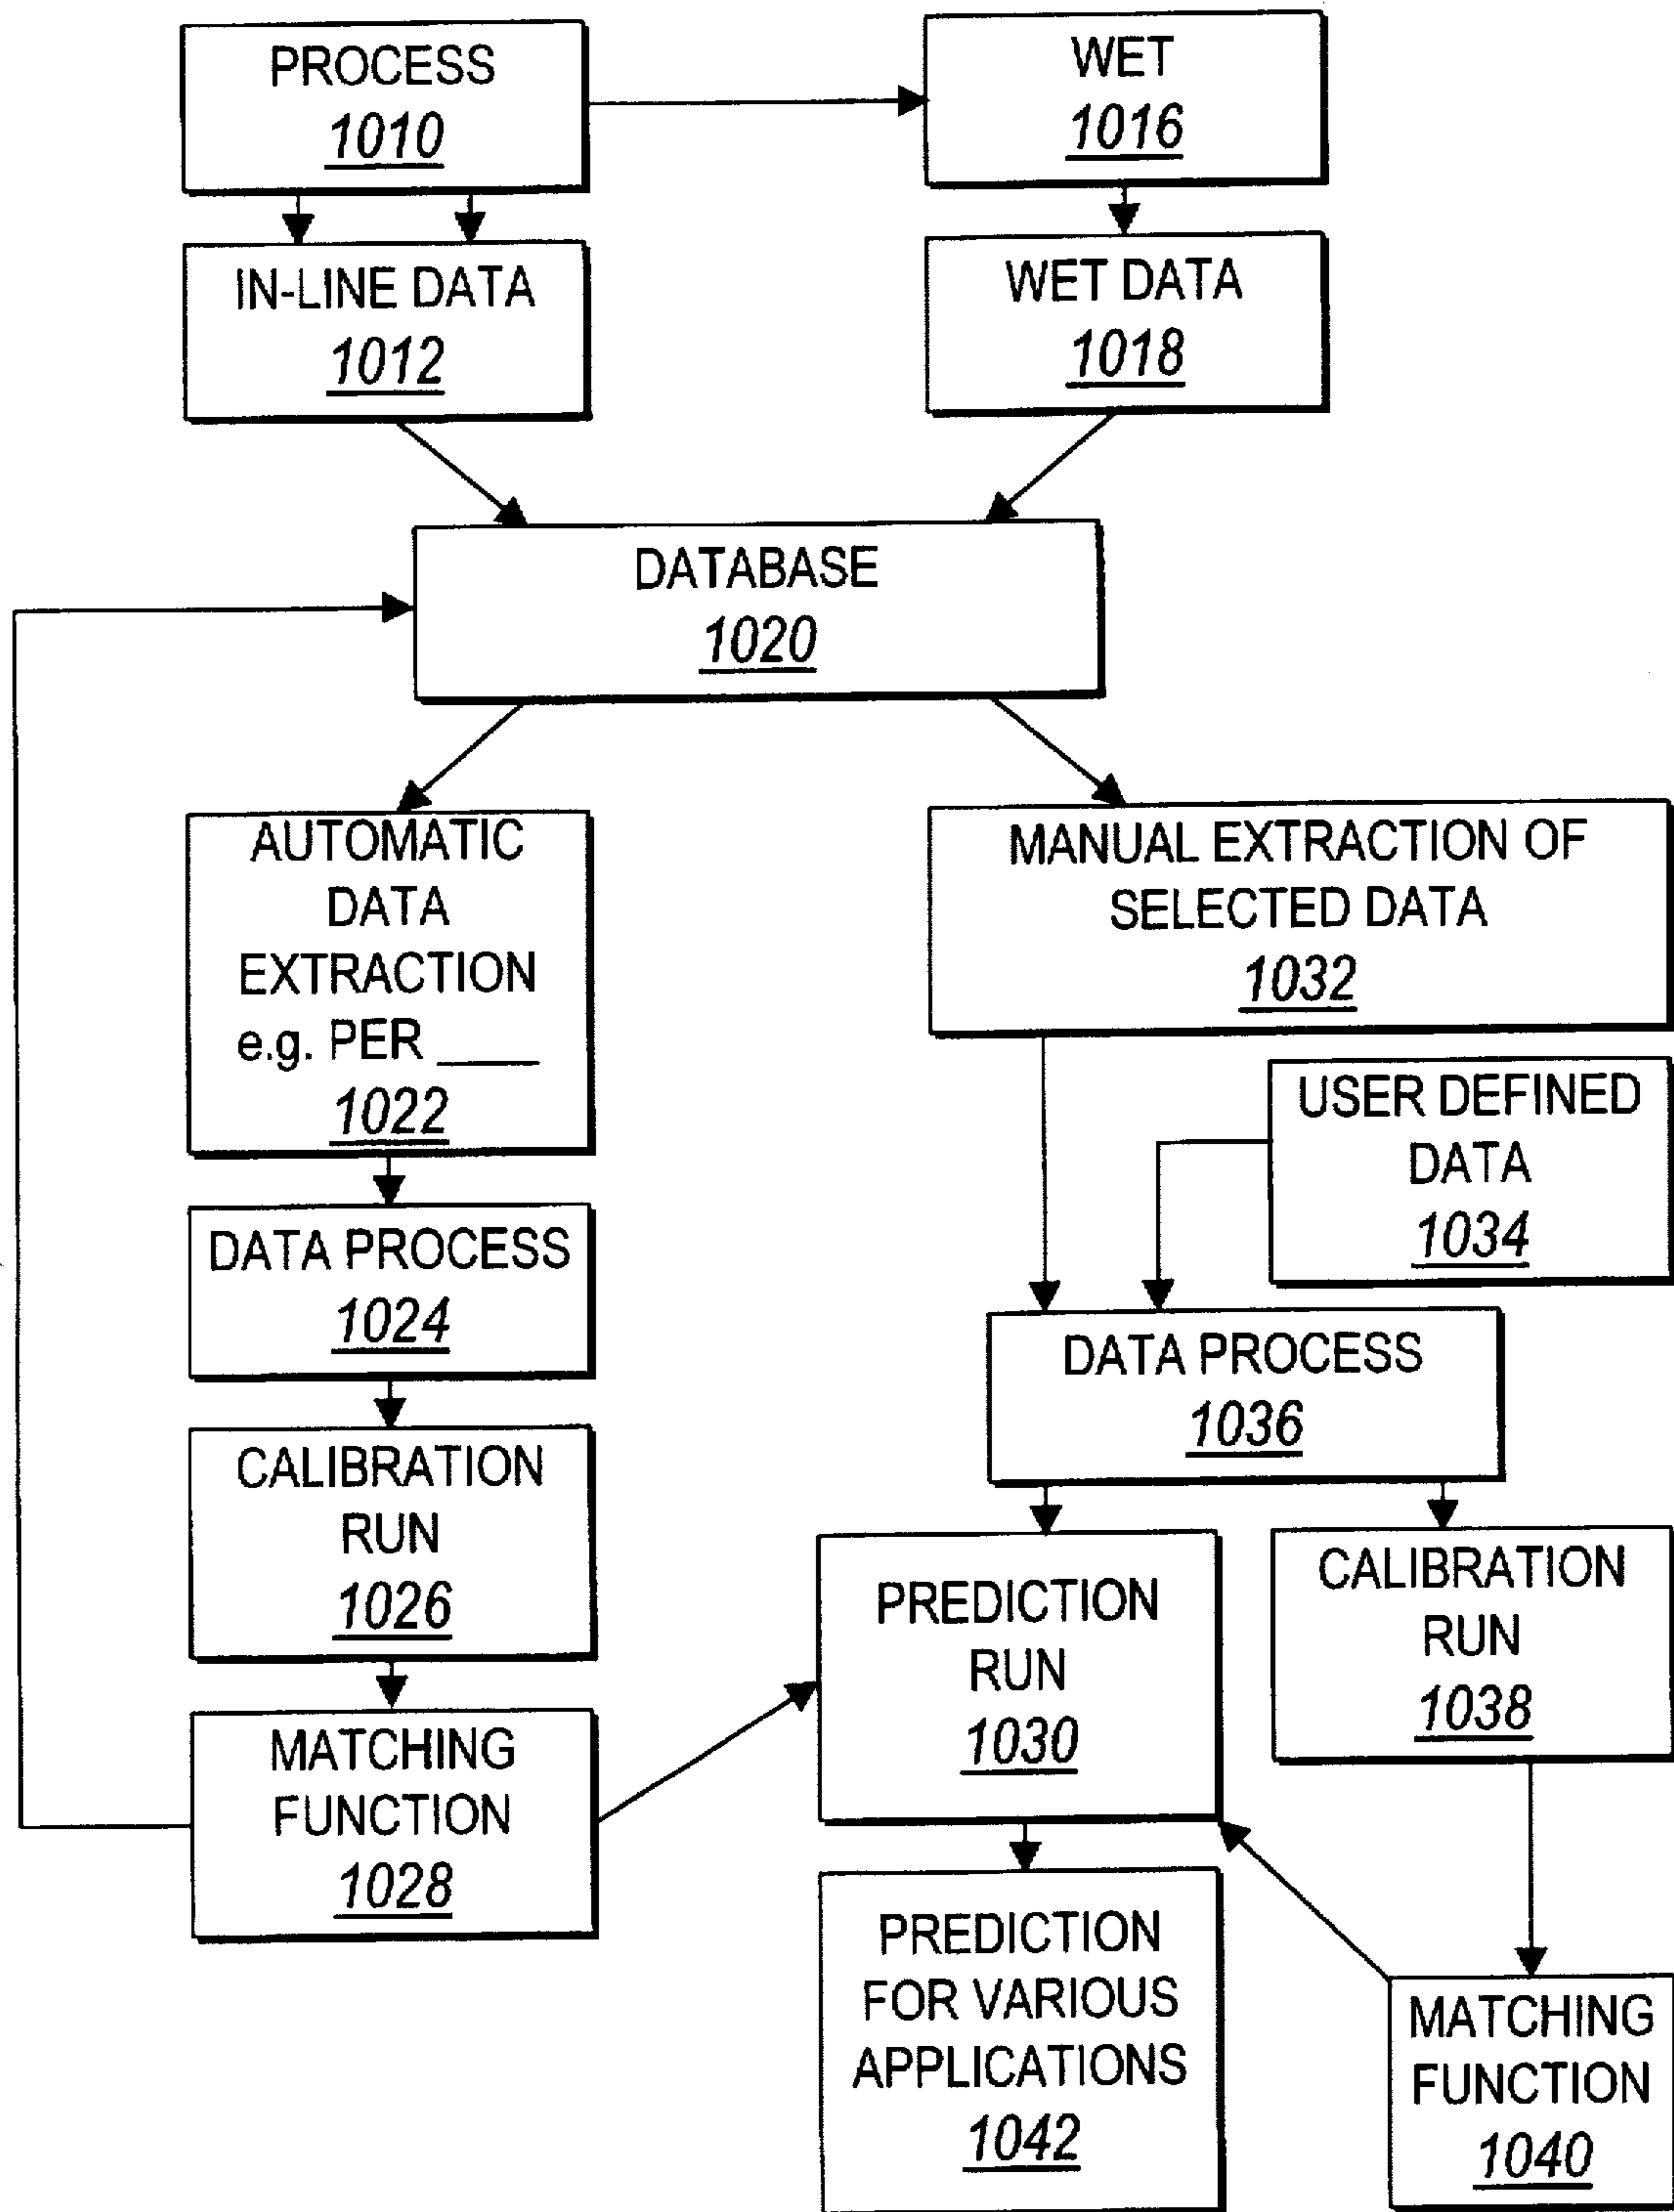 PROCESS
1010
WET
1016
IN-LINE DATA
1012
WET DATA
1018
DATABASE
1020
AUTOMATIC
DATA
EXTRACTION
e.g. PER ____
1022
MANUAL EXTRACTION OF
SELECTED DATA
1032
USER DEFINED
DATA
1034
DATA PROCESS
1024
DATA PROCESS
1036
CALIBRATION
RUN
1026
PREDICTION
RUN
1030
CALIBRATION
RUN
1038
MATCHING
FUNCTION
1028
PREDICTION
FOR VARIOUS
APPLICATIONS
1042
MATCHING
FUNCTION
1040